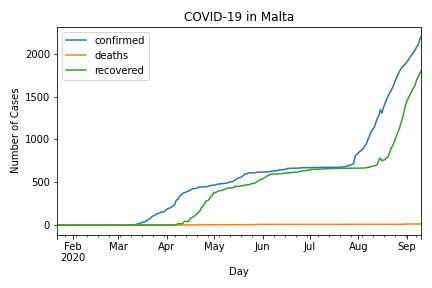 COVID-19 in Malta
confirmed
deaths
recovered
Number of Cases
2000
1500
1000
500
0
Feb Mar Apr May Jun Jul Aug Sep
2020
Day